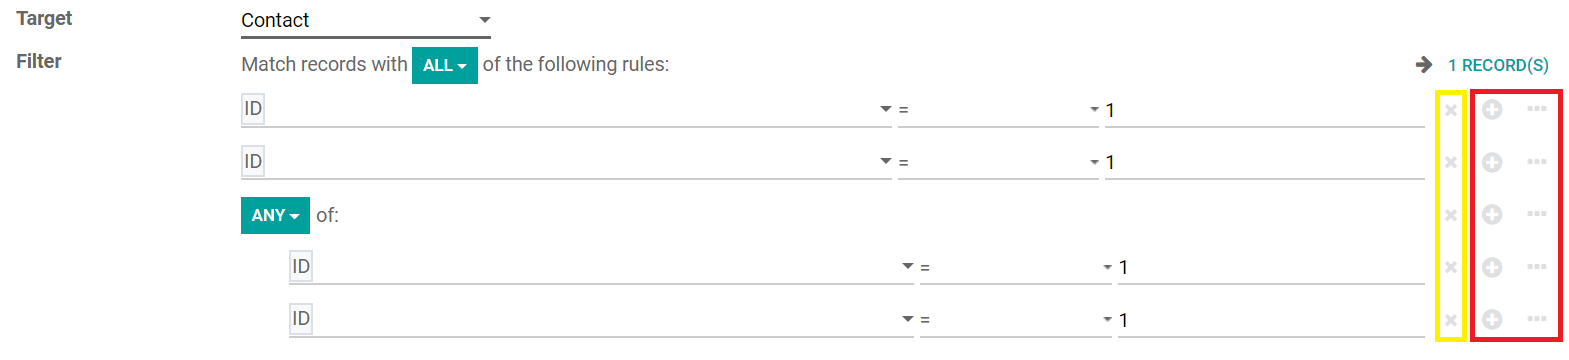 Target Contact
Filter Match records with ALL of the following rules: 1 RECORD(S)
ID = 1
ID = 1
ANY of:
ID = 1
ID = 1